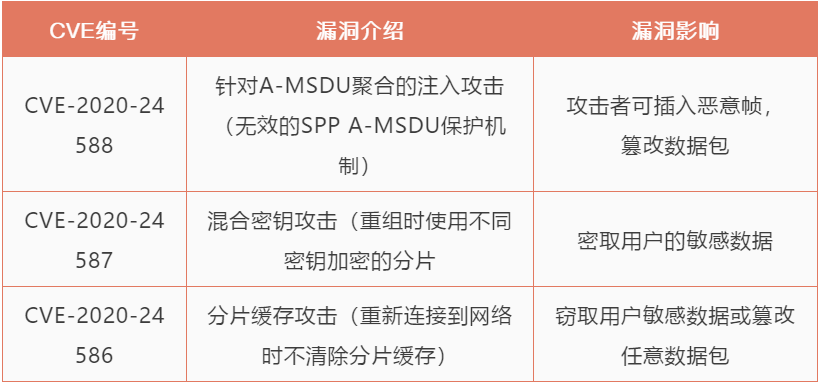 CVE编号 漏洞介绍 漏洞影响
CVE-2020-24
588
针对A-MSDU聚合的注入攻击
（无效的SPP A-MSDU保护机
制）
攻击者可插入恶意帧，
篡改数据包
CVE-2020-24
587
混合密钥攻击（重组时使用不同
密钥加密的分片
密取用户的敏感数据
CVE-2020-24
586
分片缓存攻击（重新连接到网络
时不清除分片缓存）
窃取用户敏感数据或篡改
任意数据包